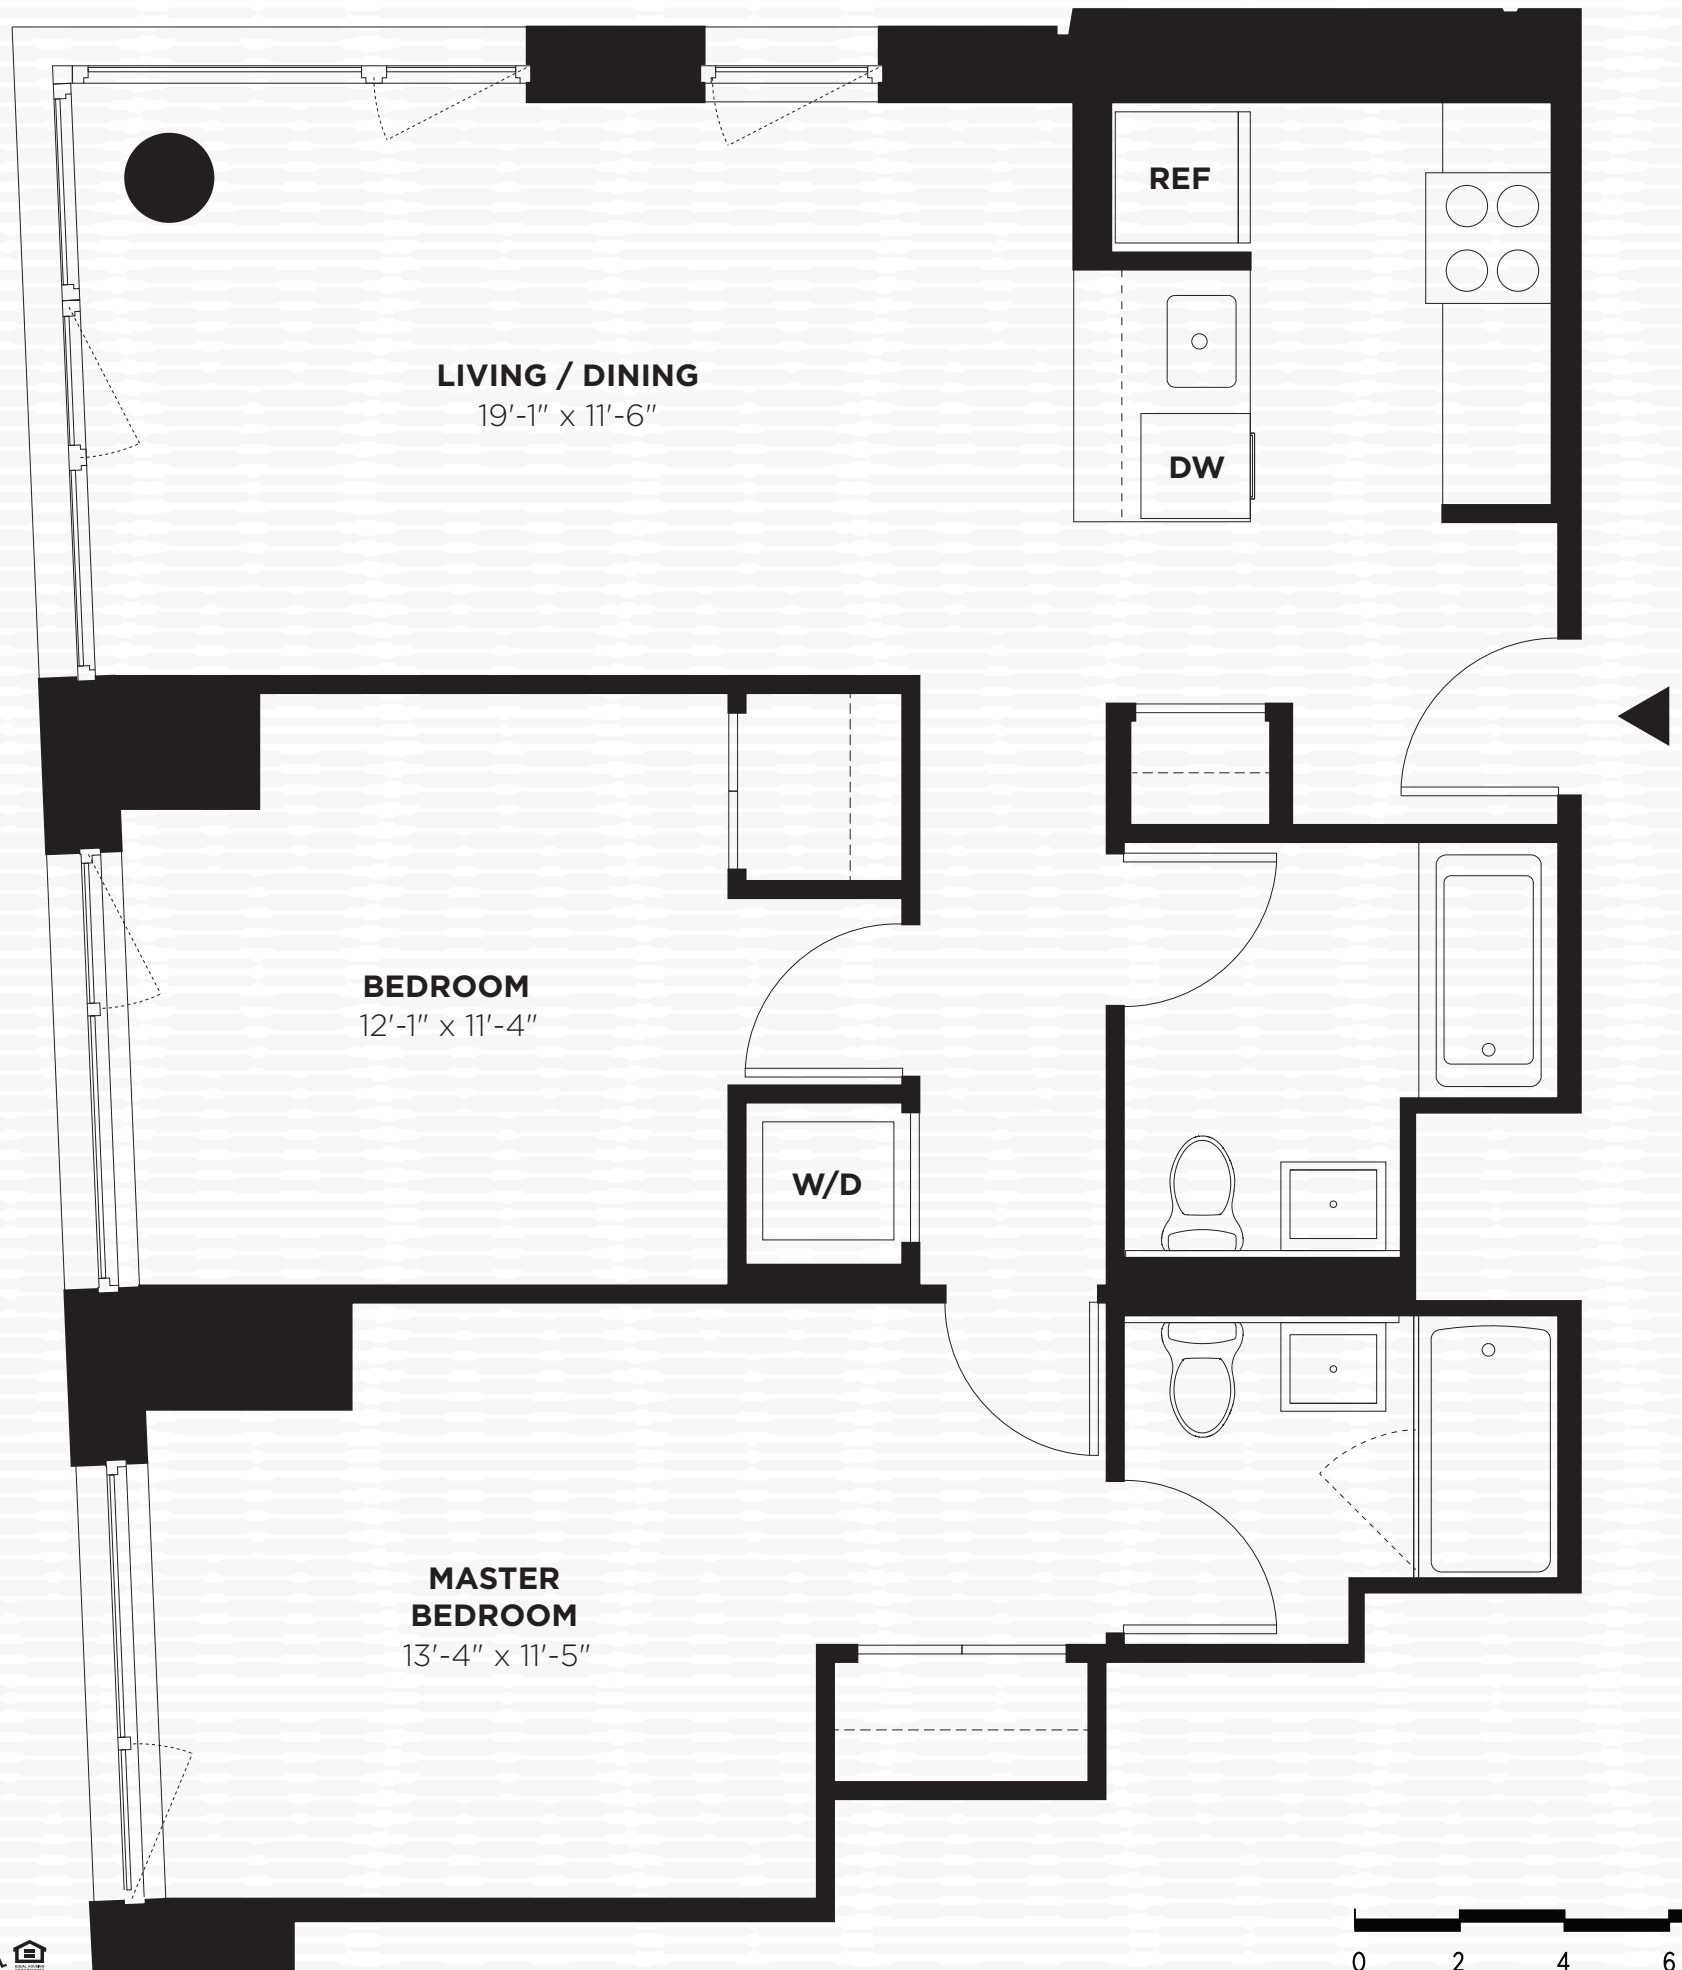 REF
LIVING / DINING
19'-1" x 11'-6"
DW
BEDROOM
12'-1" x 11'-4"
W/D
MASTER
BEDROOM
13'-4" x 11'-5"
0 2 4 6